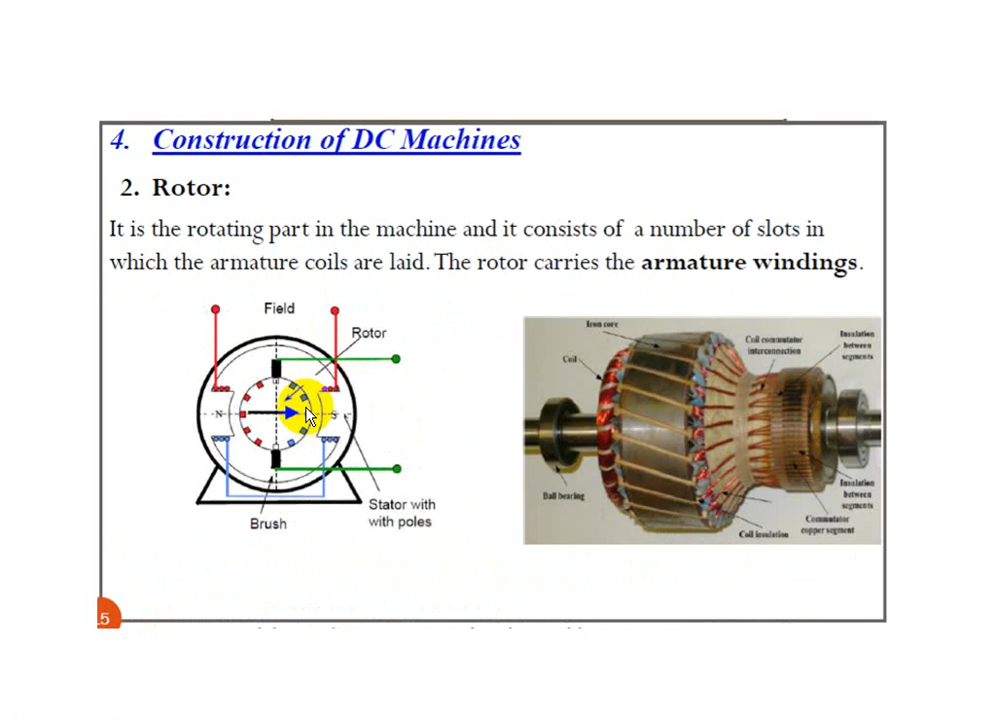 4. Construction of DC Machines
2. Rotor:
It is the rotating part in the machine and it consists of a number of slots in
which the armature coils are laid. The rotor carries the armature windings.
Field
Rotor
N
S
Brush
Stator with
with poles
Iron core
Coil
Coil commutator
interconnection
Insulation
between
segments
Ball bearing
Insulation
between
segments
Commutator
copper segment
Coil insulation
5